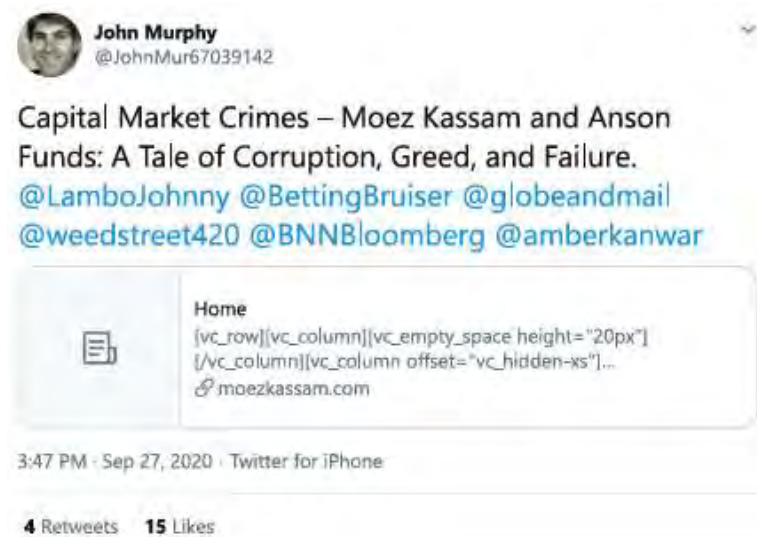 John Murphy
@JohnMur67039142
Capital Market Crimes – Moez Kassam and Anson
Funds: A Tale of Corruption, Greed, and Failure.
@LamboJohnny @BettingBruiser @globeandmail
@weedstreet420 @BNNBloomberg @amberkanwar
Home
[vc_row][vc_column][vc_empty_space height="20px"]
[/vc_column][vc_column offset="vc_hidden-xs"]...
moezkassam.com
3:47 PM · Sep 27, 2020 · Twitter for iPhone
4 Retweets 15 Likes